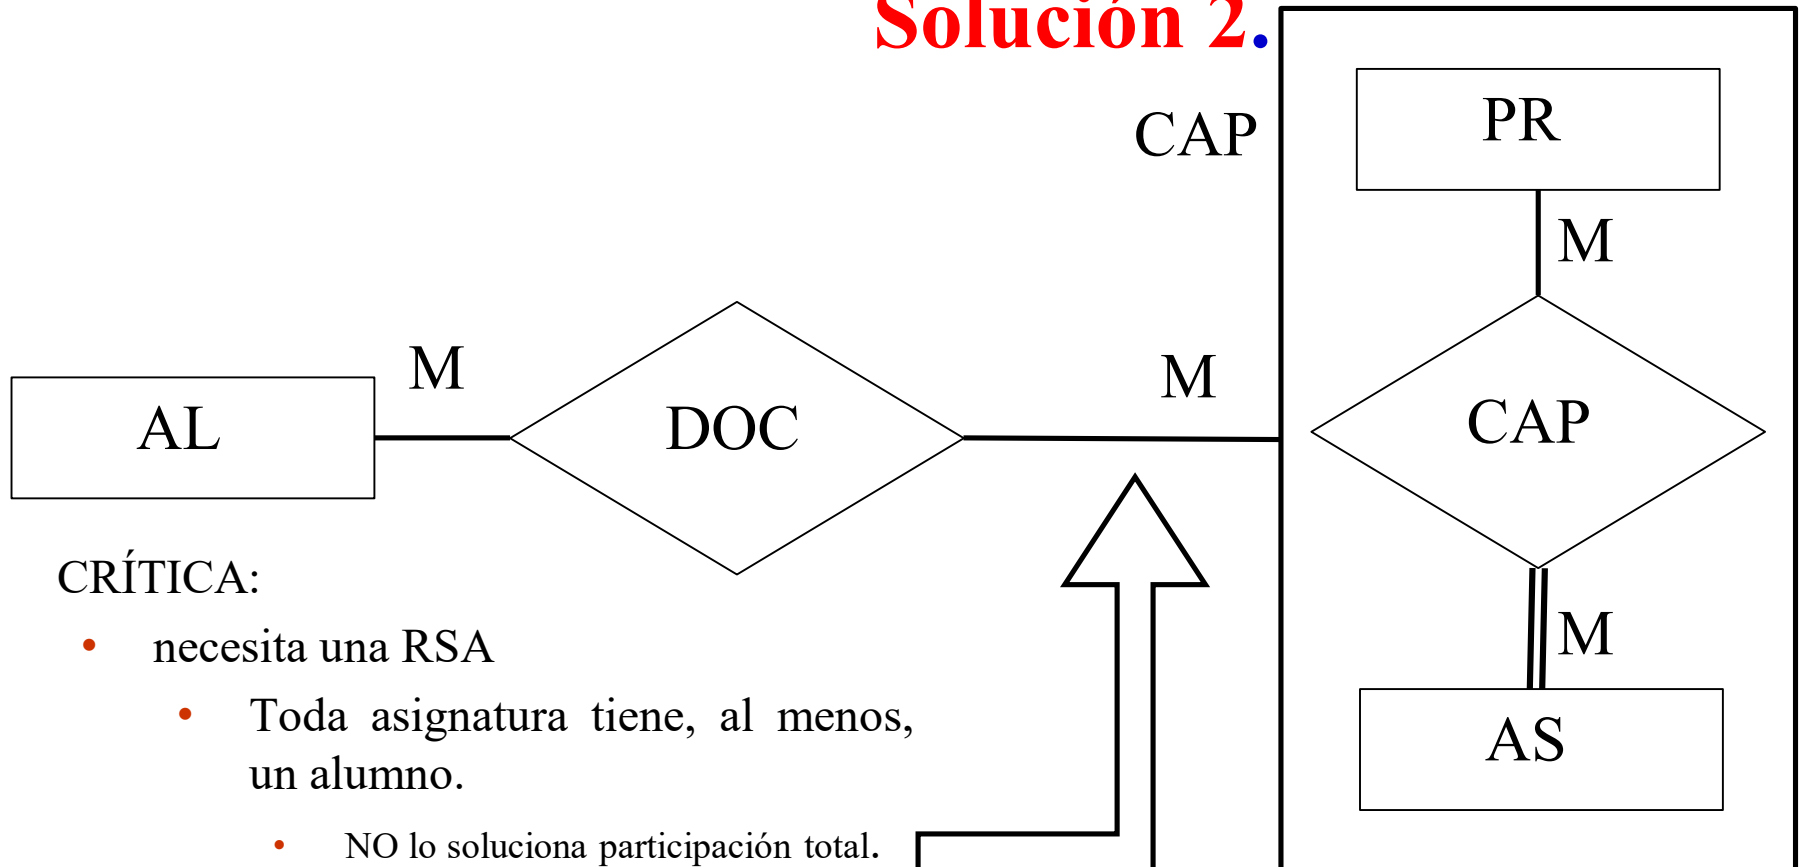 Solución 2.
CAP
PR
M
M
M
AL
DOC
CAP
CRÍTICA:
• necesita una RSA
M
• Toda asignatura tiene, al menos,
un alumno.
AS
• NO lo soluciona participación total.